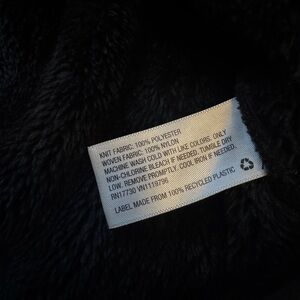 KNIT FABRIC: 100% POLYESTER
WOVEN FABRIC: 100% NYLON
MACHINE WASH COLD WITH LIKE COLORS. ONLY
NON-CHLORINE BLEACH IF NEEDED. TUMBLE DRY
LOW. REMOVE PROMPTLY. COOL IRON IF NEEDED.
RN17730 VN1119796
LABEL MADE FROM 100% RECYCLED PLASTIC